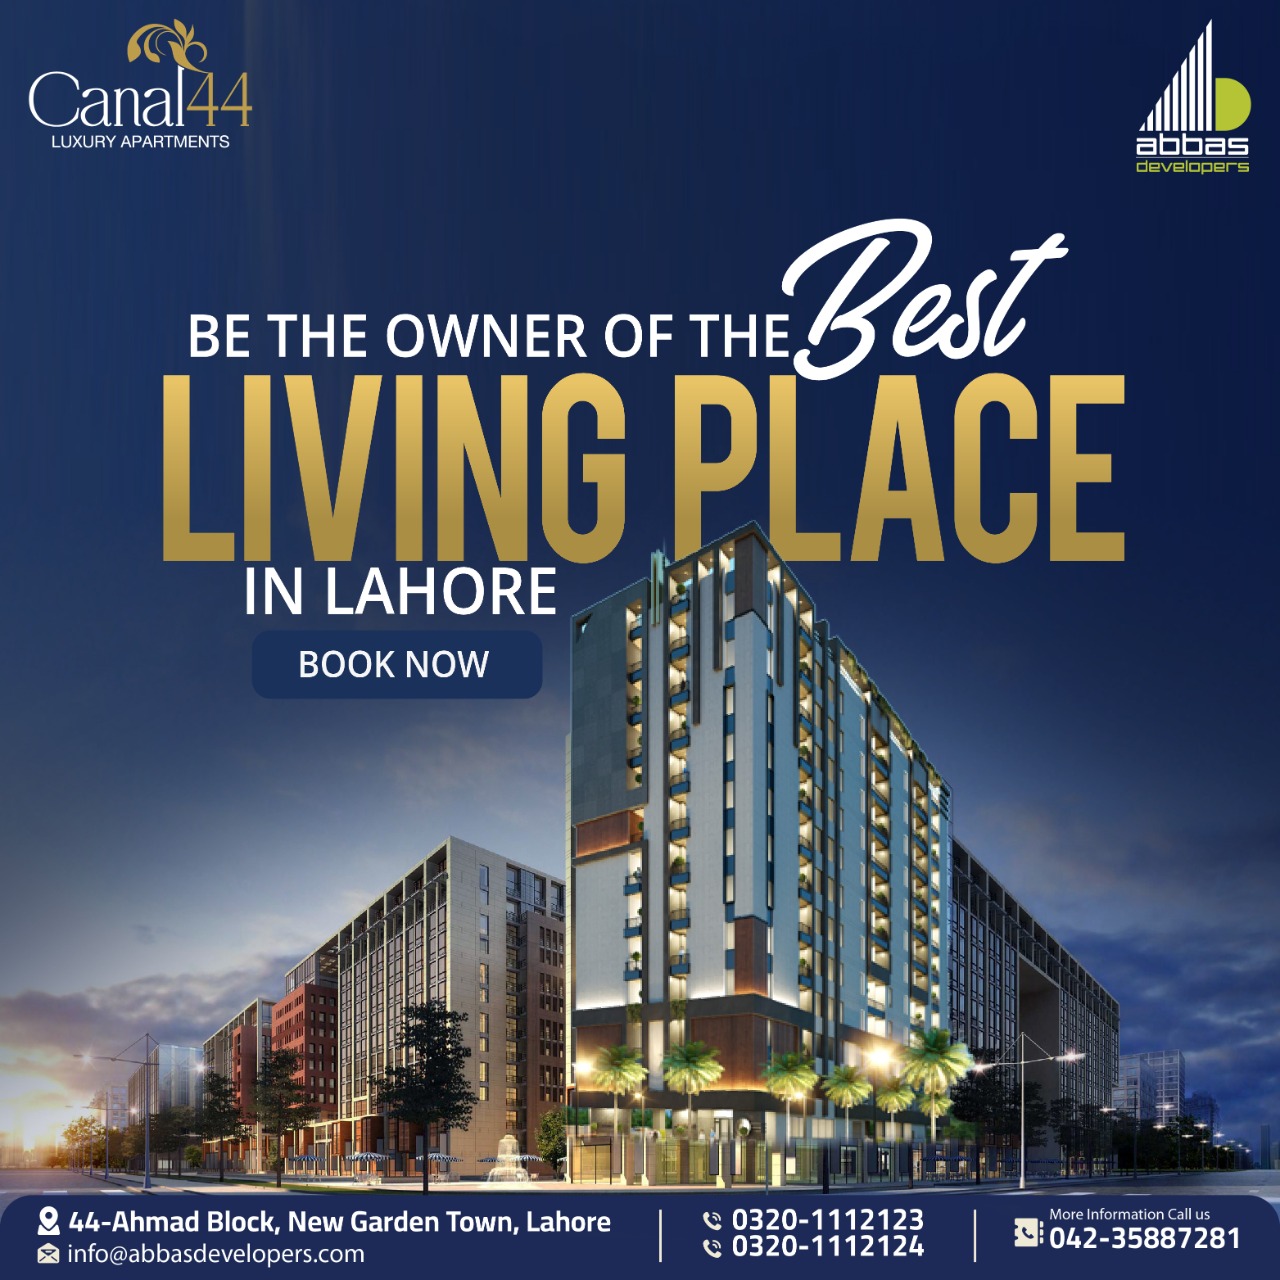 Canal44
LUXURY APARTMENTS
abbas
developers
BE THE OWNER OF THE Best
LIVING PLACE
IN LAHORE
BOOK NOW
44-Ahmad Block, New Garden Town, Lahore
info@abbasdevelopers.com
0320-1112123
0320-1112124
More Information Call us
042-35887281